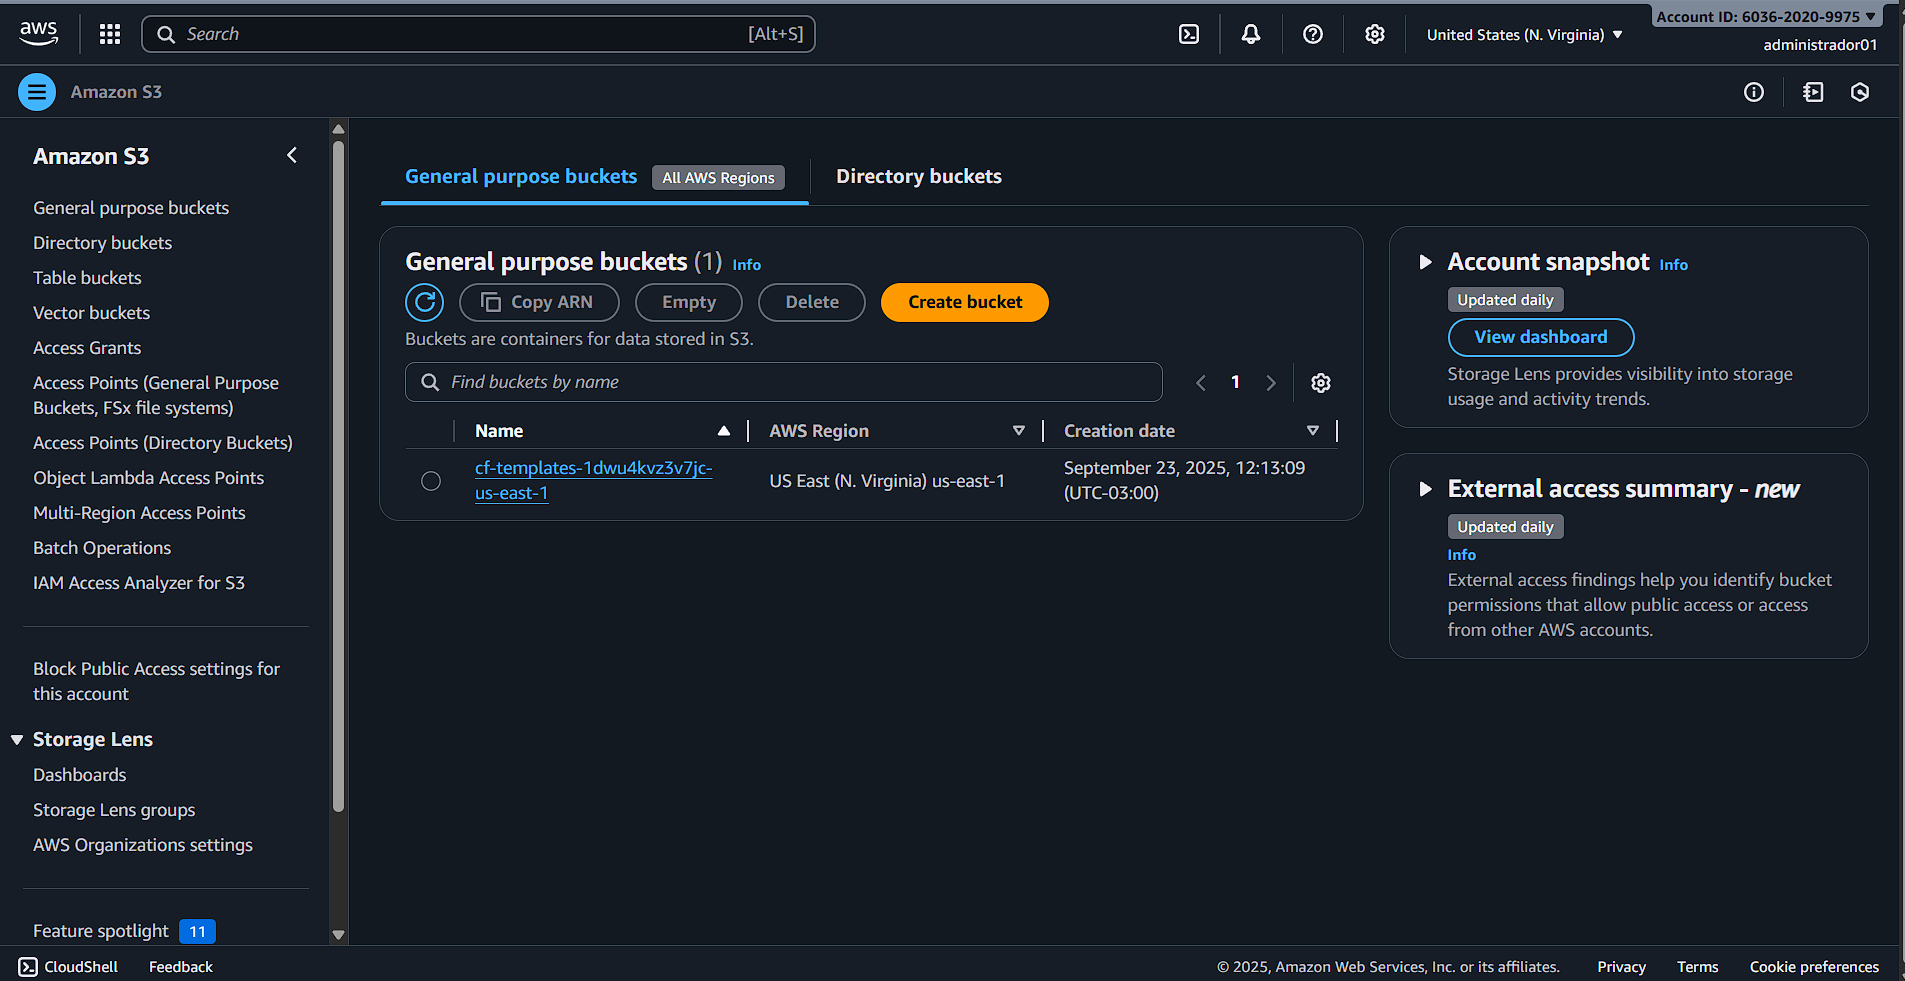 aws
Search
[Alt+S]
United States (N. Virginia)
Account ID: 6036-2020-9975
administrador01
Amazon S3
Amazon S3
General purpose buckets
Directory buckets
Table buckets
Vector buckets
Access Grants
Access Points (General Purpose
Buckets, FSx file systems)
Access Points (Directory Buckets)
Object Lambda Access Points
Multi-Region Access Points
Batch Operations
IAM Access Analyzer for S3
Block Public Access settings for
this account
Storage Lens
Dashboards
Storage Lens groups
AWS Organizations settings
Feature spotlight 11
General purpose buckets All AWS Regions
Directory buckets
General purpose buckets (1) Info
Copy ARN
Empty
Delete
Create bucket
Buckets are containers for data stored in S3.
Find buckets by name
1
Name
AWS Region
Creation date
cf-templates-1dwu4kvz3v7jc-
us-east-1
US East (N. Virginia) us-east-1
September 23, 2025, 12:13:09
(UTC-03:00)
Account snapshot Info
Updated daily
View dashboard
Storage Lens provides visibility into storage
usage and activity trends.
External access summary - new
Updated daily
Info
External access findings help you identify bucket
permissions that allow public access or access
from other AWS accounts.
CloudShell
Feedback
© 2025, Amazon Web Services, Inc. or its affiliates.
Privacy
Terms
Cookie preferences